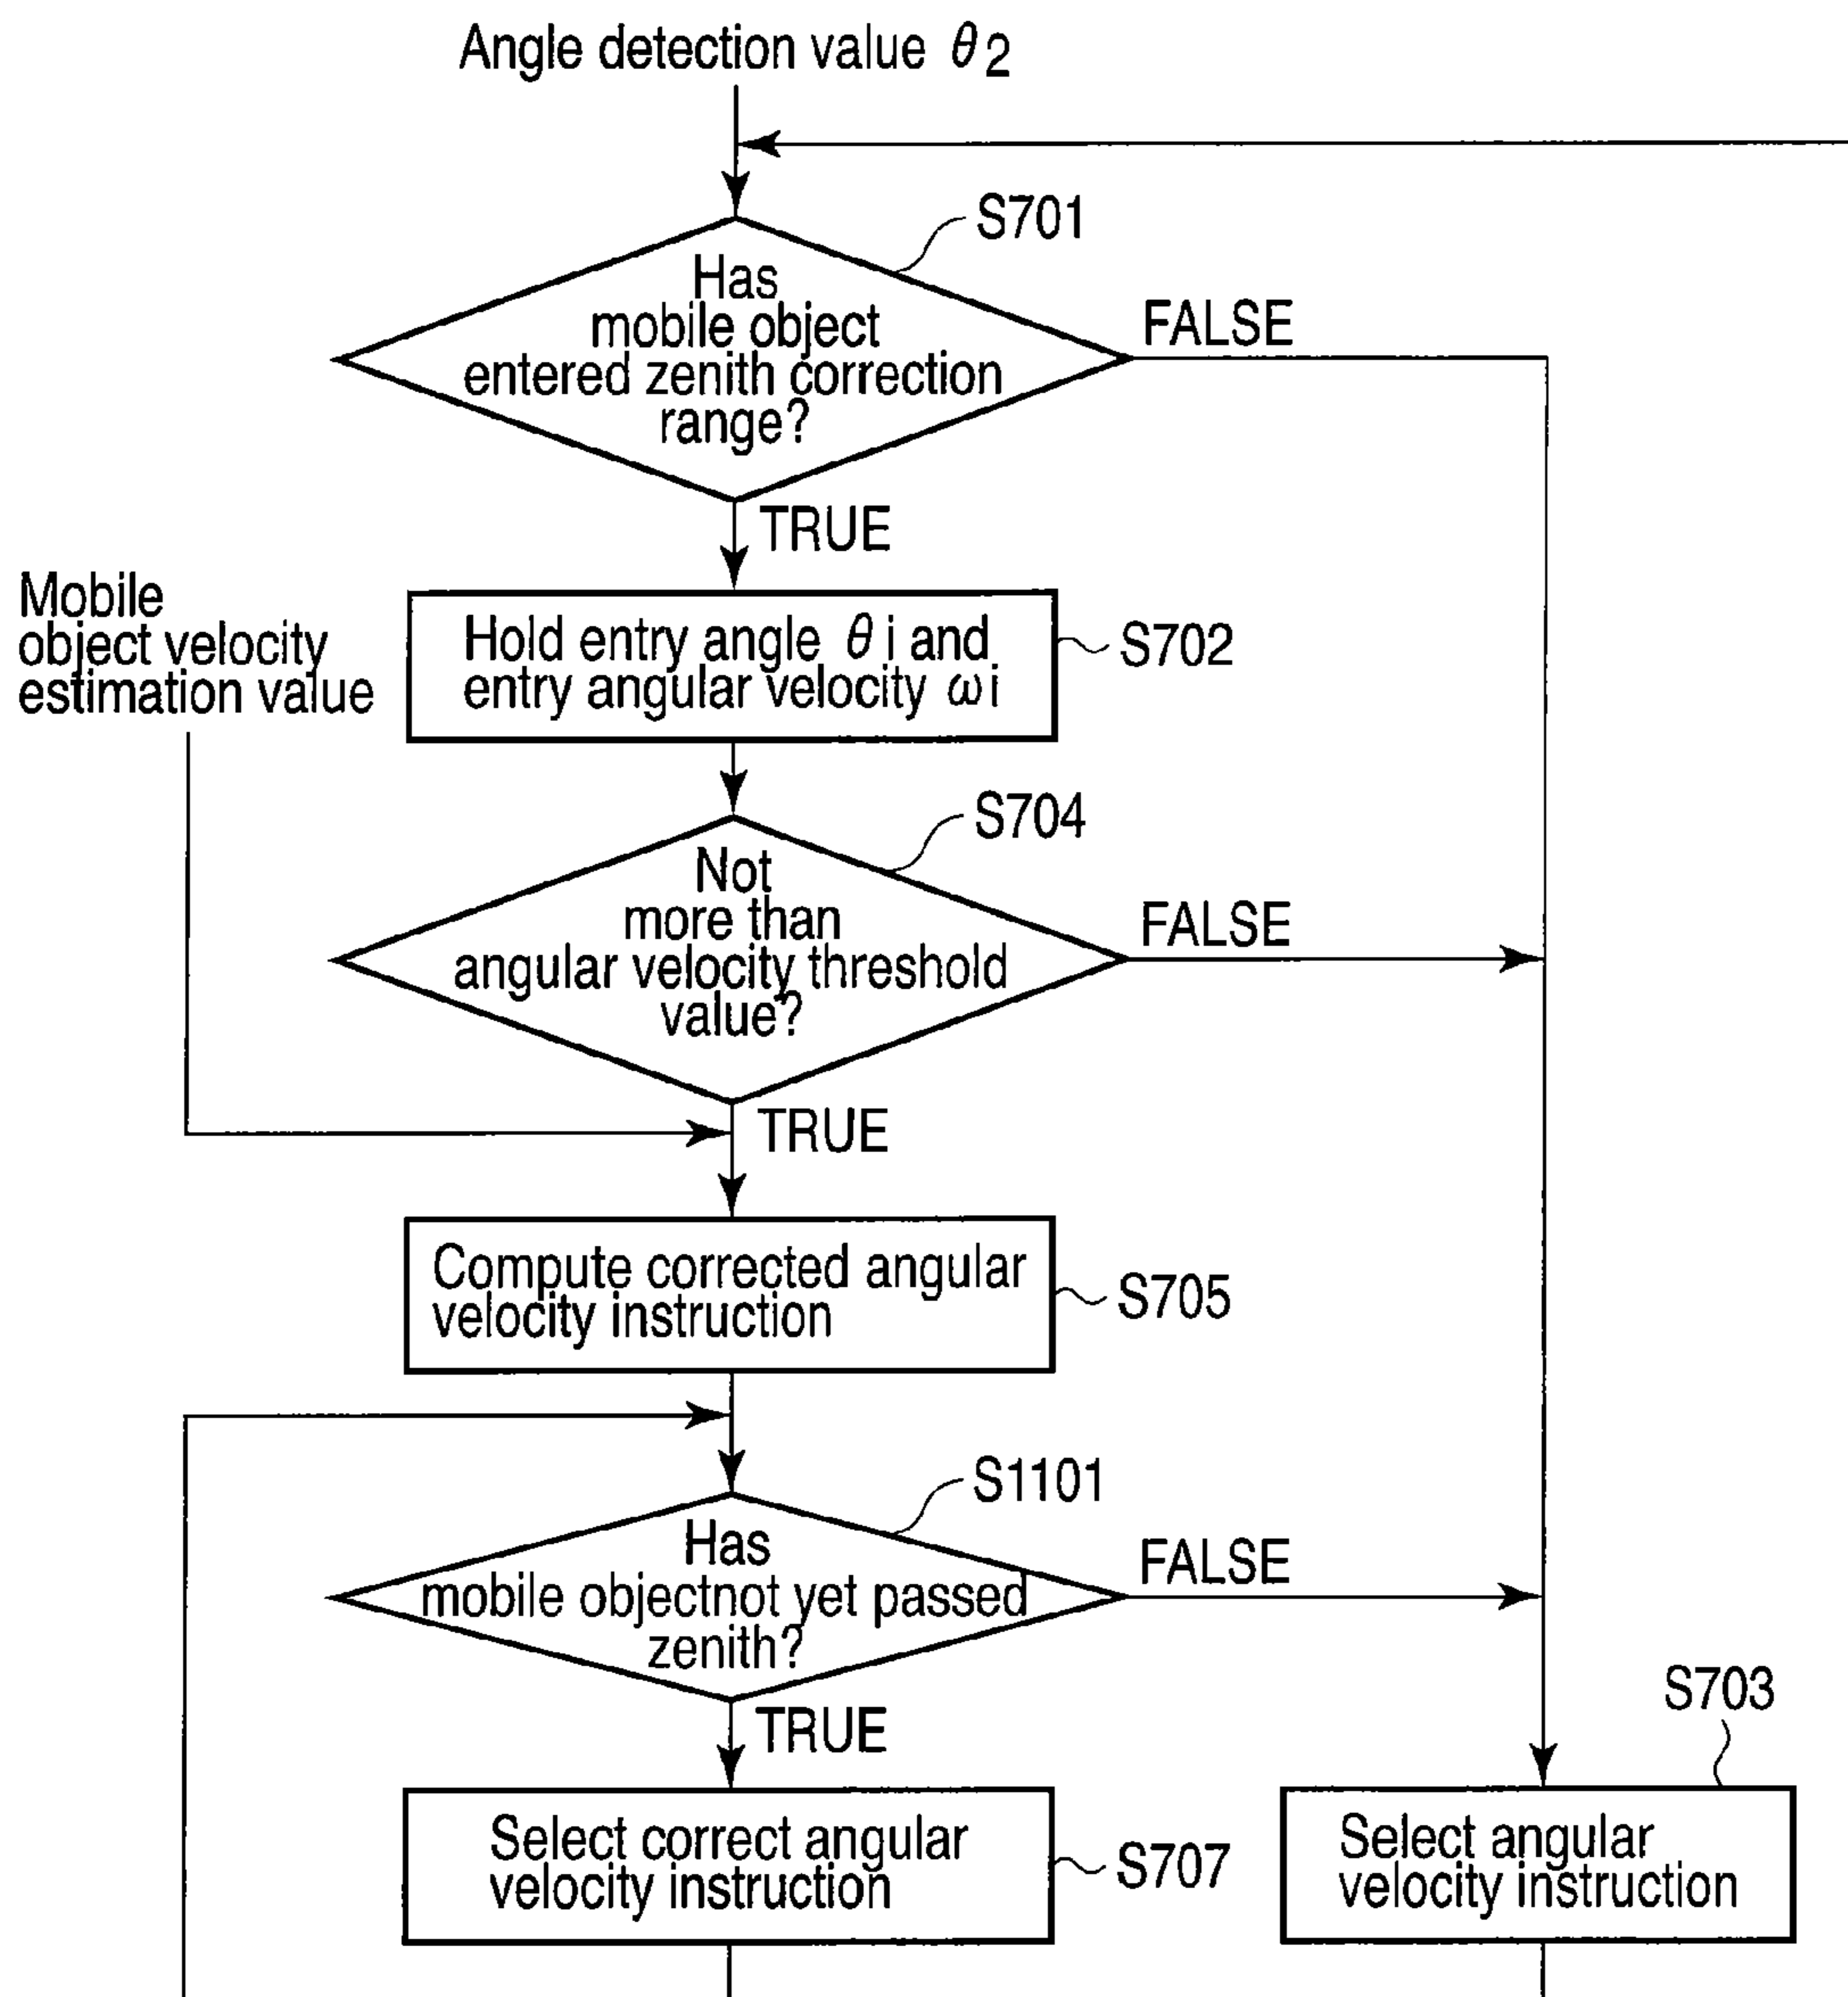 Angle detection value θ2
S701
Has
mobile object
entered zenith correction
range?
FALSE
TRUE
Mobile
object velocity
estimation value
Hold entry angle θi and
entry angular velocity ωi
S702
S704
Not
more than
angular velocity threshold
value?
FALSE
TRUE
Compute corrected angular
velocity instruction
S705
S1101
Has
mobile objectnot yet passed
zenith?
FALSE
TRUE
S703
Select correct angular
velocity instruction
S707
Select angular
velocity instruction